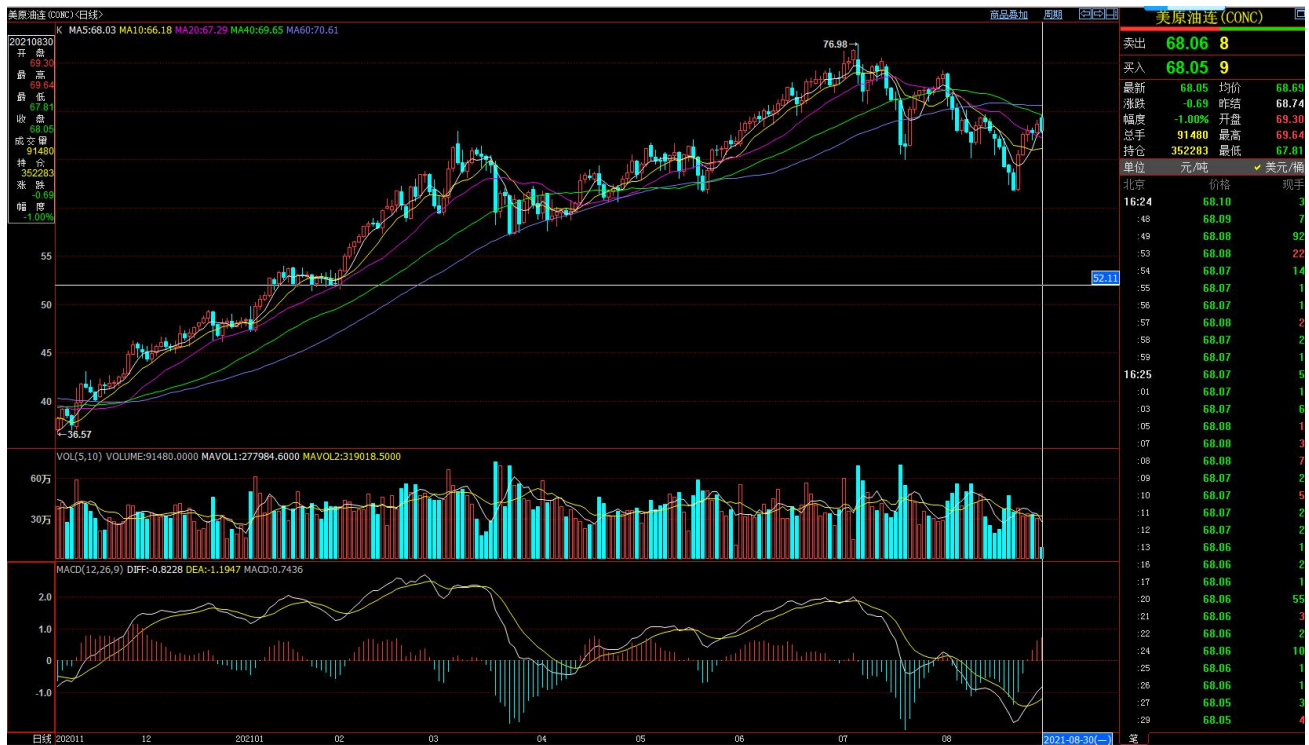 美原油连(CONC)<日线>
商品叠加 周期
K MA5:68.03 MA10:66.18 MA20:67.29 MA40:69.65 MA60:70.61
20210830
开 盘
69.30
最 高
69.64
最 低
67.81
收 盘
68.05
成交量
91480
持 仓
352283
涨 跌
-0.69
幅 度
-1.00%
76.98→
55
52.11
50
45
40
←36.57
VOL(5,10) VOLUME:91480.0000 MAVOL1:277984.6000 MAVOL2:319018.5000
60万
30万
MACD(12,26,9) DIFF:-0.8228 DEA:-1.1947 MACD:0.7436
2.0
1.0
0
-1.0
日线 202011 12 202101 02 03 04 05 06 07 08 2021-08-30(一)
美原油连(CONC)
卖出 68.06 8
买入 68.05 9
最新 68.05 均价 68.69
涨跌 -0.69 昨结 68.74
幅度 -1.00% 开盘 69.30
总手 91480 最高 69.64
持仓 352283 最低 67.81
单位 元/吨 ✓美元/桶
北京 价格 现手
16:24 68.10 3
:48 68.09 7
:49 68.08 92
:53 68.08 22
:54 68.07 14
:55 68.07 1
:56 68.07 1
:57 68.08 2
:58 68.07 2
:59 68.07 1
16:25 68.07 5
:01 68.07 1
:03 68.07 6
:05 68.08 1
:07 68.08 3
:08 68.08 7
:09 68.07 2
:10 68.07 5
:11 68.07 2
:12 68.07 2
:13 68.06 1
:16 68.06 2
:17 68.06 1
:20 68.06 55
:21 68.06 3
:22 68.06 2
:24 68.06 10
:25 68.06 1
:26 68.06 1
:27 68.05 3
:29 68.05 4
笔